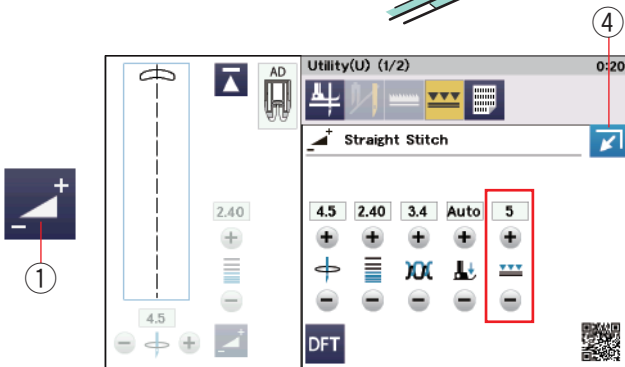 ④
AD
Utility(U) (1/2) 0:20
Straight Stitch
4.5 2.40 3.4 Auto 5
2.40
4.5
DFT
①